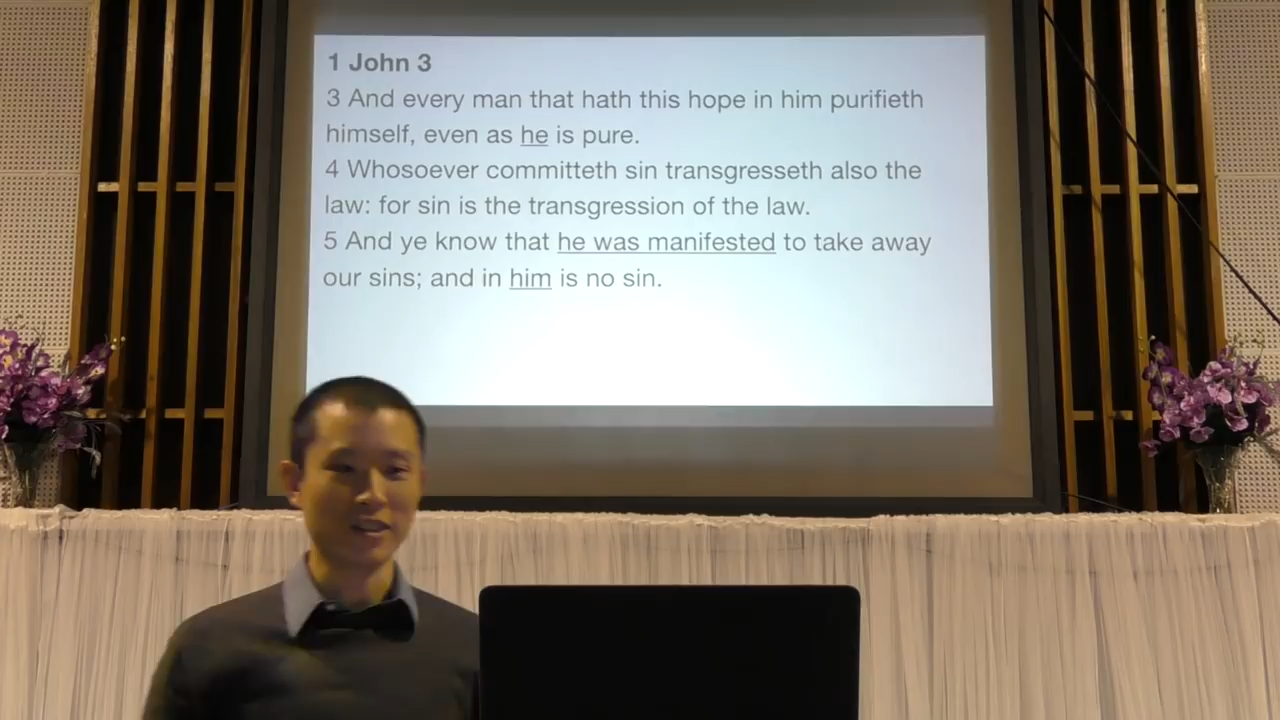 1 John 3
3 And every man that hath this hope in him purifieth
himself, even as he is pure.
4 Whosoever committeth sin transgresseth also the
law: for sin is the transgression of the law.
5 And ye know that he was manifested to take away
our sins; and in him is no sin.